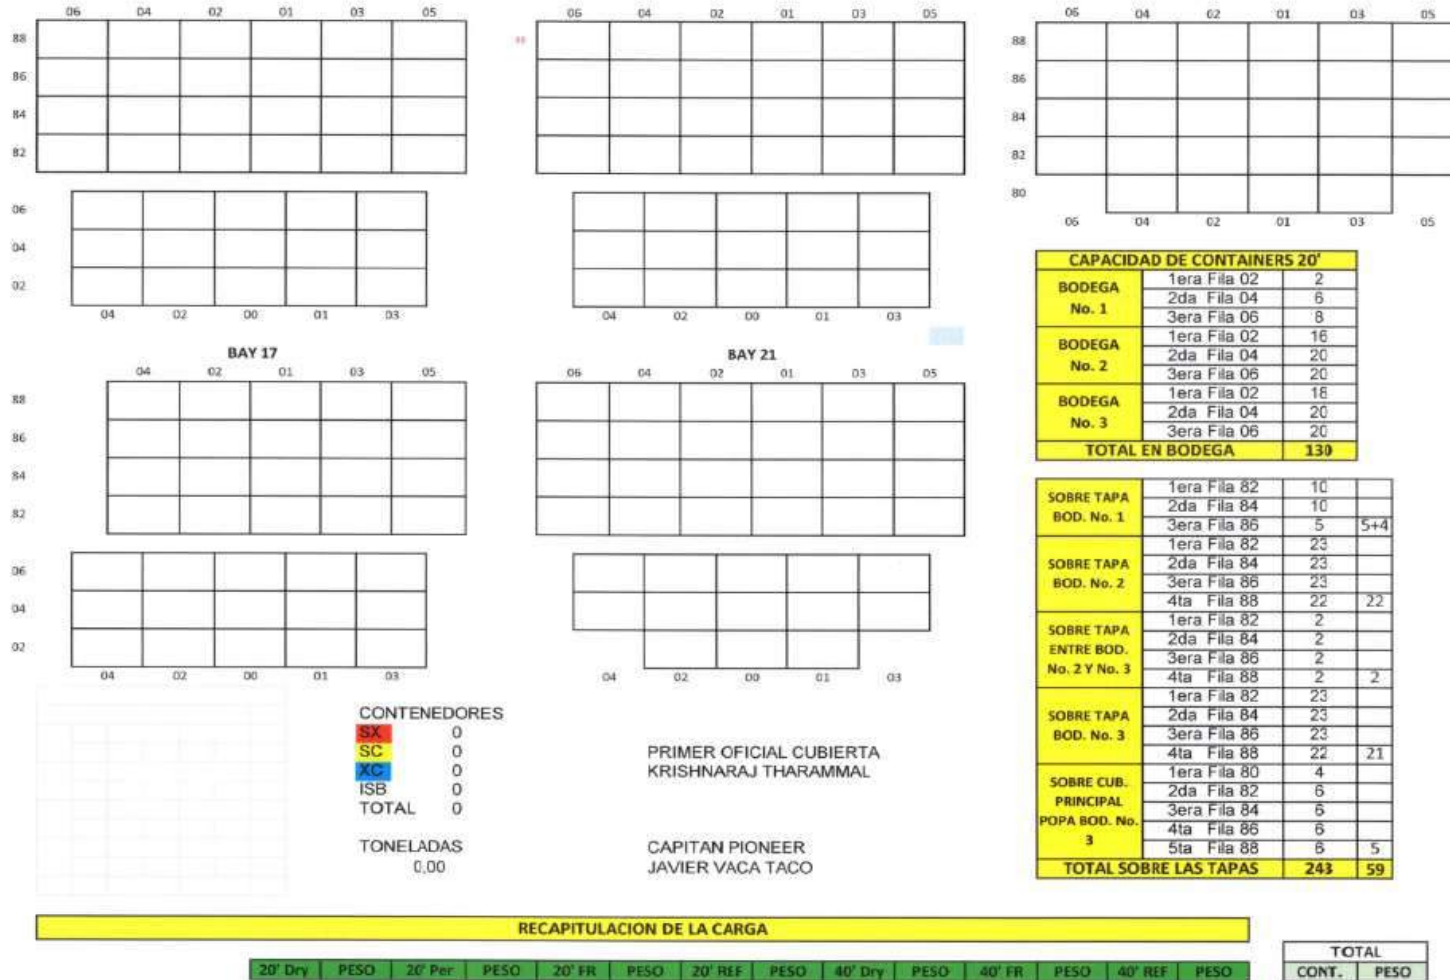 06 04 02 01 03 05
06 04 02 01 03 05
06 04 02 01 03 05
88
86
84
82
88
86
84
82
80
06 04 02 01 03 05
06
04
02
04 02 00 01 03
04 02 00 01 03
BAY 17
04 02 01 03 05
BAY 21
06 04 02 01 03 05
88
86
84
82
06
04
02
04 02 00 01 03
04 02 00 01 03
CAPACIDAD DE CONTAINERS 20'
BODEGA No. 1
1era Fila 02 2
2da Fila 04 6
3era Fila 06 8
BODEGA No. 2
1era Fila 02 16
2da Fila 04 20
3era Fila 06 20
BODEGA No. 3
1era Fila 02 18
2da Fila 04 20
3era Fila 06 20
TOTAL EN BODEGA 130
SOBRE TAPA BOD. No. 1
1era Fila 82 10
2da Fila 84 10
3era Fila 86 5 5+4
SOBRE TAPA BOD. No. 2
1era Fila 82 23
2da Fila 84 23
3era Fila 86 23
4ta Fila 88 22 22
SOBRE TAPA ENTRE BOD. No. 2 Y No. 3
1era Fila 82 2
2da Fila 84 2
3era Fila 86 2
4ta Fila 88 2 2
SOBRE TAPA BOD. No. 3
1era Fila 82 23
2da Fila 84 23
3era Fila 86 23
4ta Fila 88 22 21
SOBRE CUB. PRINCIPAL POPA BOD. No. 3
1era Fila 80 4
2da Fila 82 6
3era Fila 84 6
4ta Fila 86 6
5ta Fila 88 6 5
TOTAL SOBRE LAS TAPAS 243 59
CONTENEDORES
SX 0
SC 0
XC 0
ISB 0
TOTAL 0
TONELADAS
0,00
PRIMER OFICIAL CUBIERTA
KRISHNARAJ THARAMMAL
CAPITAN PIONEER
JAVIER VACA TACO
RECAPITULACION DE LA CARGA
20' Dry PESO 20' Per PESO 20' FR PESO 20' REF PESO 40' Dry PESO 40' FR PESO 40' REF PESO
TOTAL
CONT. PESO